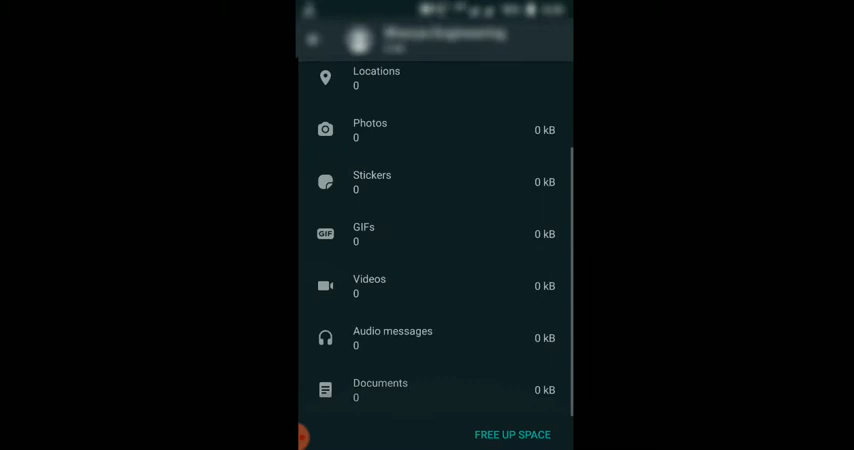 Locations
0
Photos
0
0 kB
Stickers
0
0 kB
GIF
GIFs
0
0 kB
Videos
0
0 kB
Audio messages
0
0 kB
Documents
0
0 kB
FREE UP SPACE